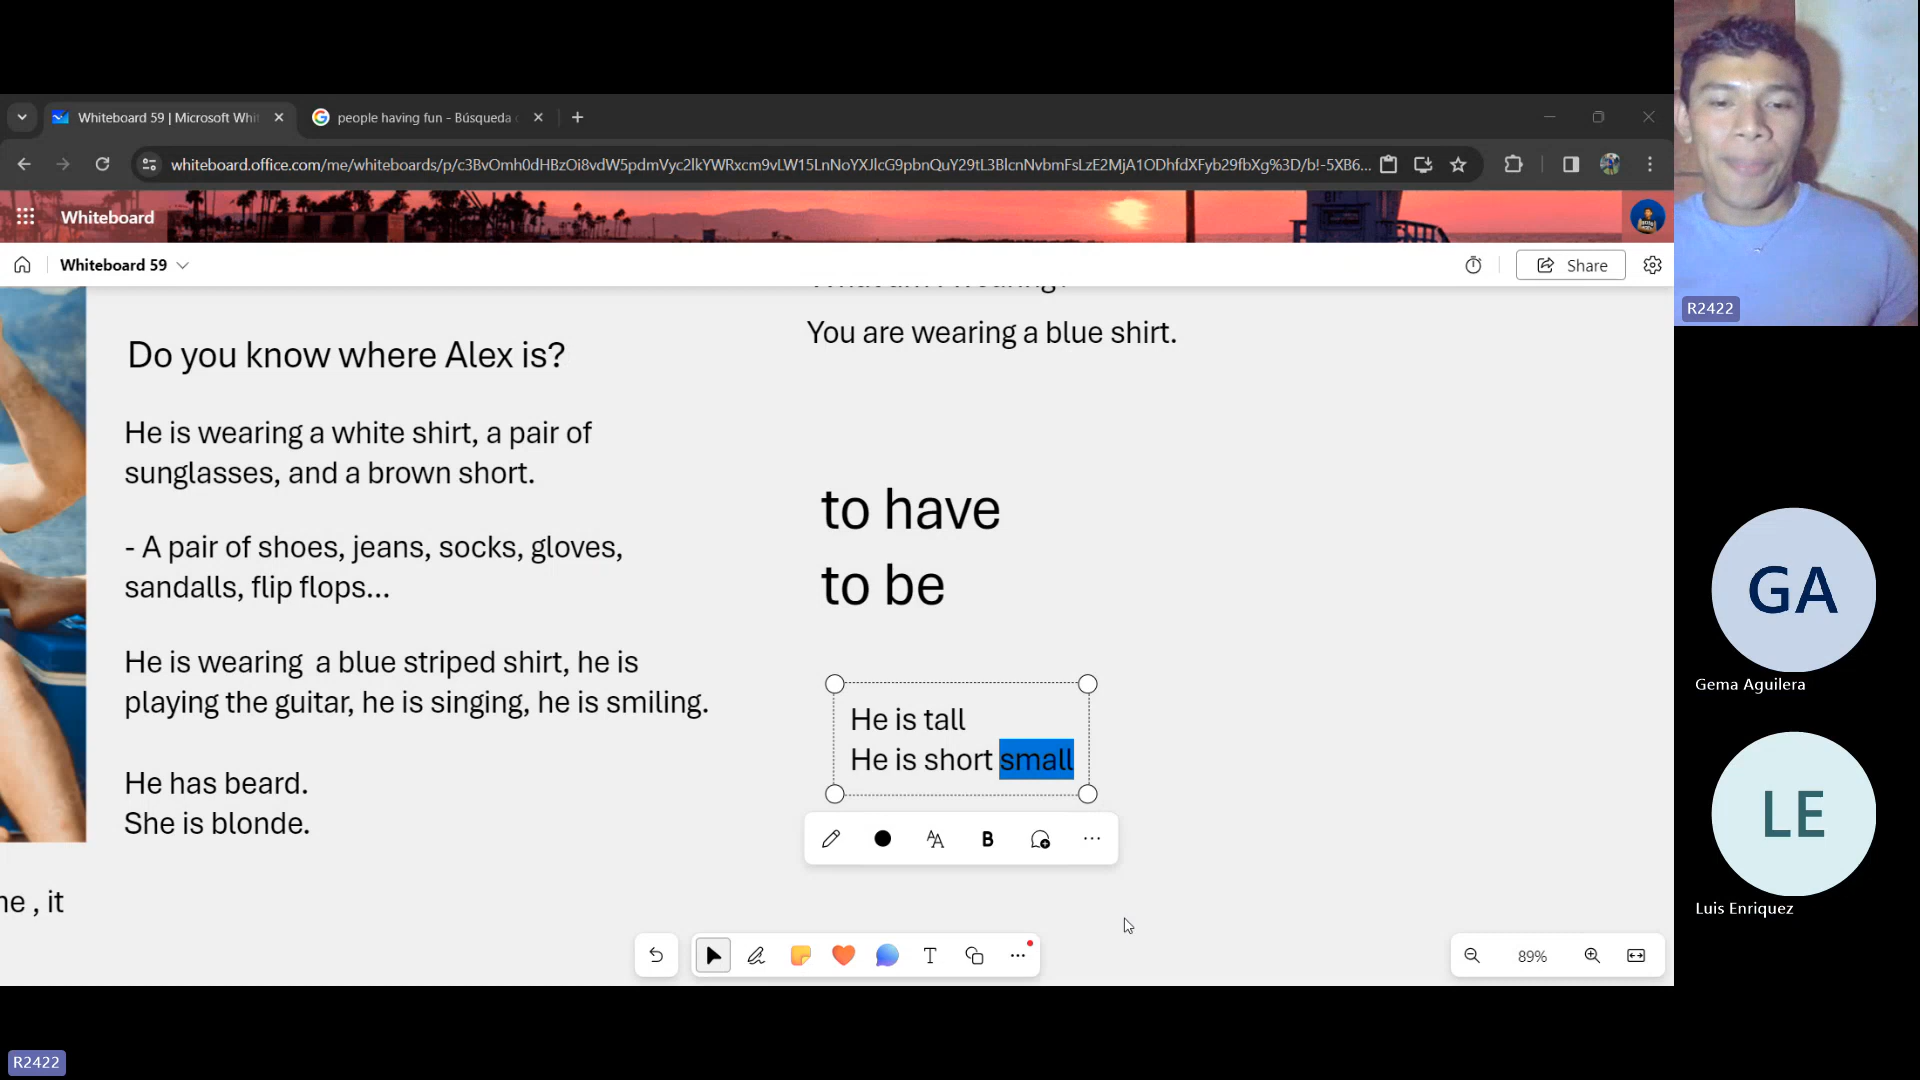 Whiteboard 59 | Microsoft Whit
people having fun - Búsqueda
whiteboard.office.com/me/whiteboards/p/c3BvOmh0dHBzOi8vdW5pdmVyc2lkYWRxcm9vLW15LnNoYXJlcG9pbnQuY29tL3BlcnNvbmFsLzE2MjA1ODhfdXFyb29fbXg%3D/b!-5XB6...
Whiteboard
Whiteboard 59
Share
You are wearing a blue shirt.
Do you know where Alex is?
He is wearing a white shirt, a pair of
sunglasses, and a brown short.
- A pair of shoes, jeans, socks, gloves,
sandalls, flip flops...
He is wearing  a blue striped shirt, he is
playing the guitar, he is singing, he is smiling.
He has beard.
She is blonde.
, it
to have
to be
He is tall
He is short small
B
T
89%
R2422
GA
Gema Aguilera
LE
Luis Enriquez
R2422